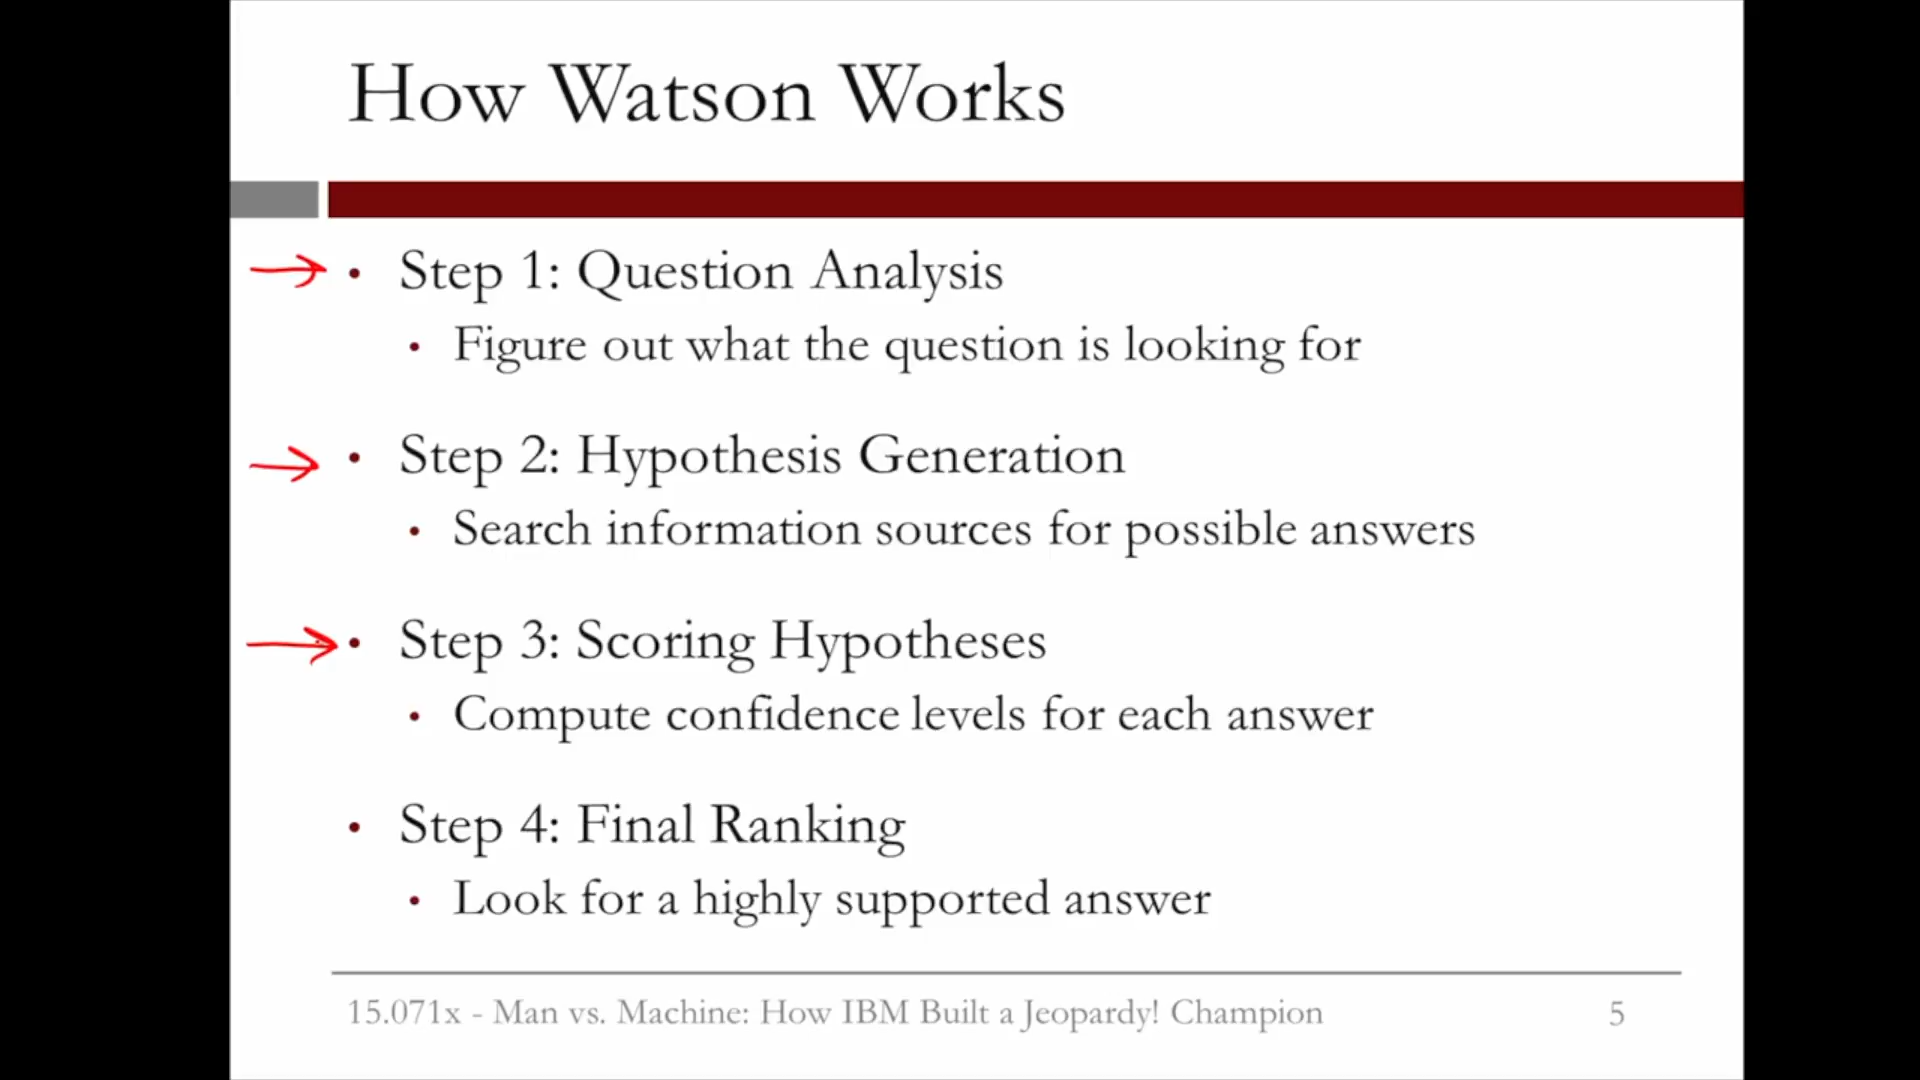 How Watson Works
• Step 1: Question Analysis
• Figure out what the question is looking for
• Step 2: Hypothesis Generation
• Search information sources for possible answers
• Step 3: Scoring Hypotheses
• Compute confidence levels for each answer
• Step 4: Final Ranking
• Look for a highly supported answer
15.071x - Man vs. Machine: How IBM Built a Jeopardy! Champion 5